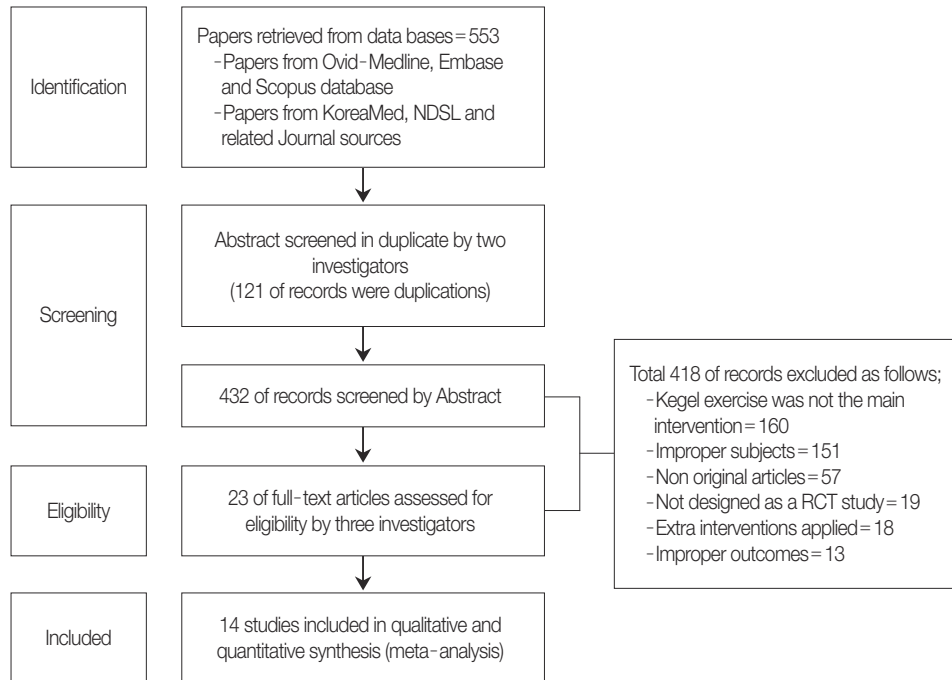 Identification
Papers retrieved from data bases=553
-Papers from Ovid-Medline, Embase
and Scopus database
-Papers from KoreaMed, NDSL and
related Journal sources
Screening
Abstract screened in duplicate by two
investigators
(121 of records were duplications)
432 of records screened by Abstract
Total 418 of records excluded as follows;
-Kegel exercise was not the main
intervention=160
-Improper subjects=151
-Non original articles=57
-Not designed as a RCT study=19
-Extra interventions applied=18
-Improper outcomes=13
Eligibility
23 of full-text articles assessed for
eligibility by three investigators
Included
14 studies included in qualitative and
quantitative synthesis (meta-analysis)